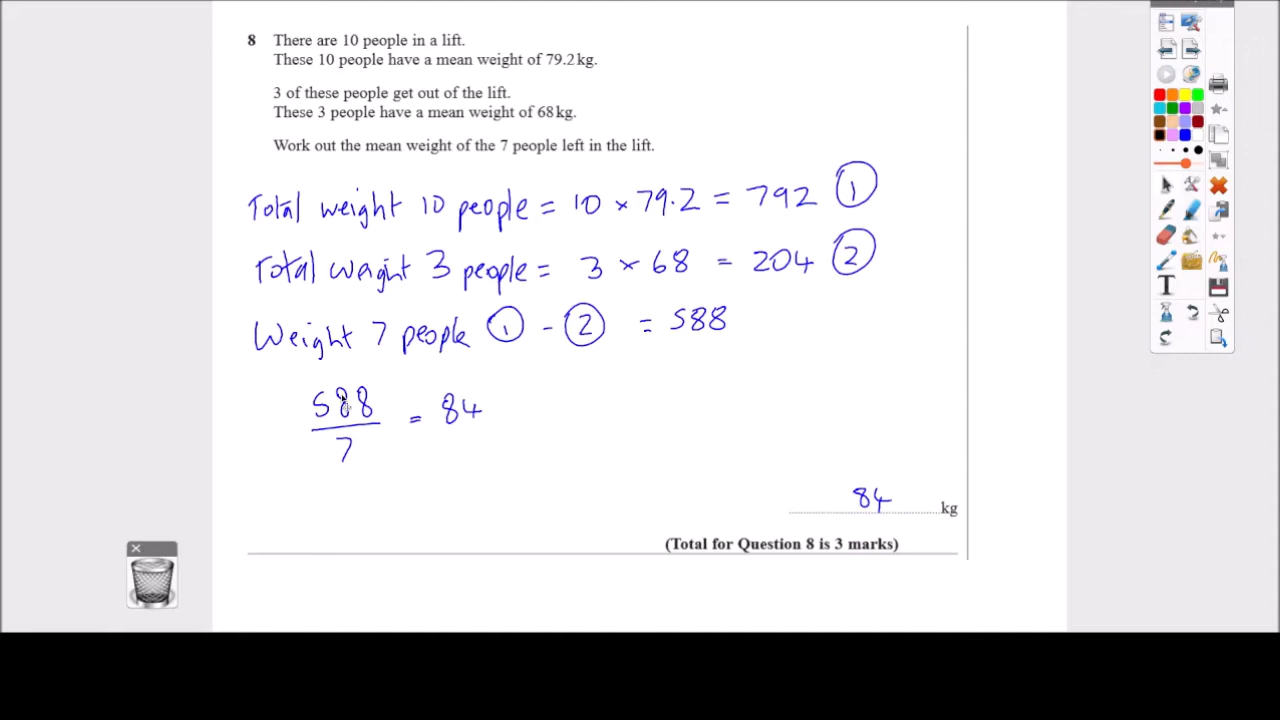 8 There are 10 people in a lift.
These 10 people have a mean weight of 79.2 kg.
3 of these people get out of the lift.
These 3 people have a mean weight of 68 kg.
Work out the mean weight of the 7 people left in the lift.
Total weight 10 people = 10 × 79.2 = 792 ①
Total weight 3 people = 3 × 68 = 204 ②
Weight 7 people ① - ② = 588
588
7
= 84
84 kg
(Total for Question 8 is 3 marks)
T